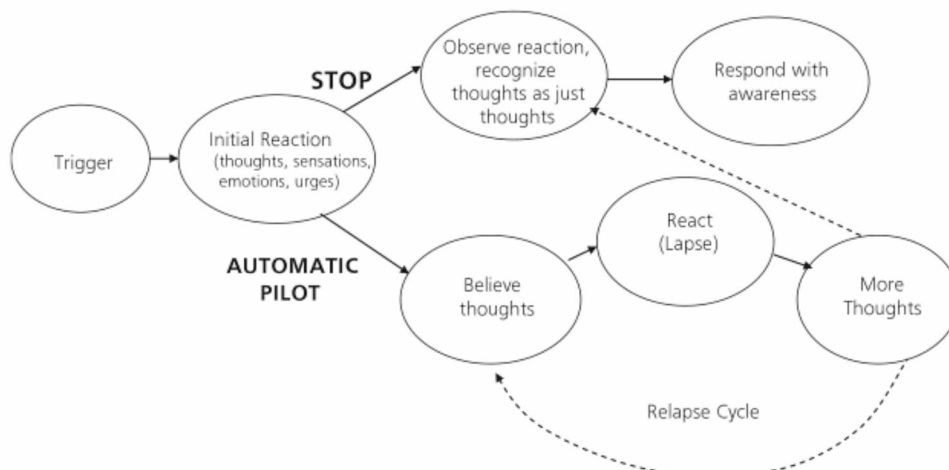 Trigger
Initial Reaction
(thoughts, sensations,
emotions, urges)
STOP
Observe reaction,
recognize
thoughts as just
thoughts
Respond with
awareness
AUTOMATIC
PILOT
Believe
thoughts
React
(Lapse)
More
Thoughts
Relapse Cycle